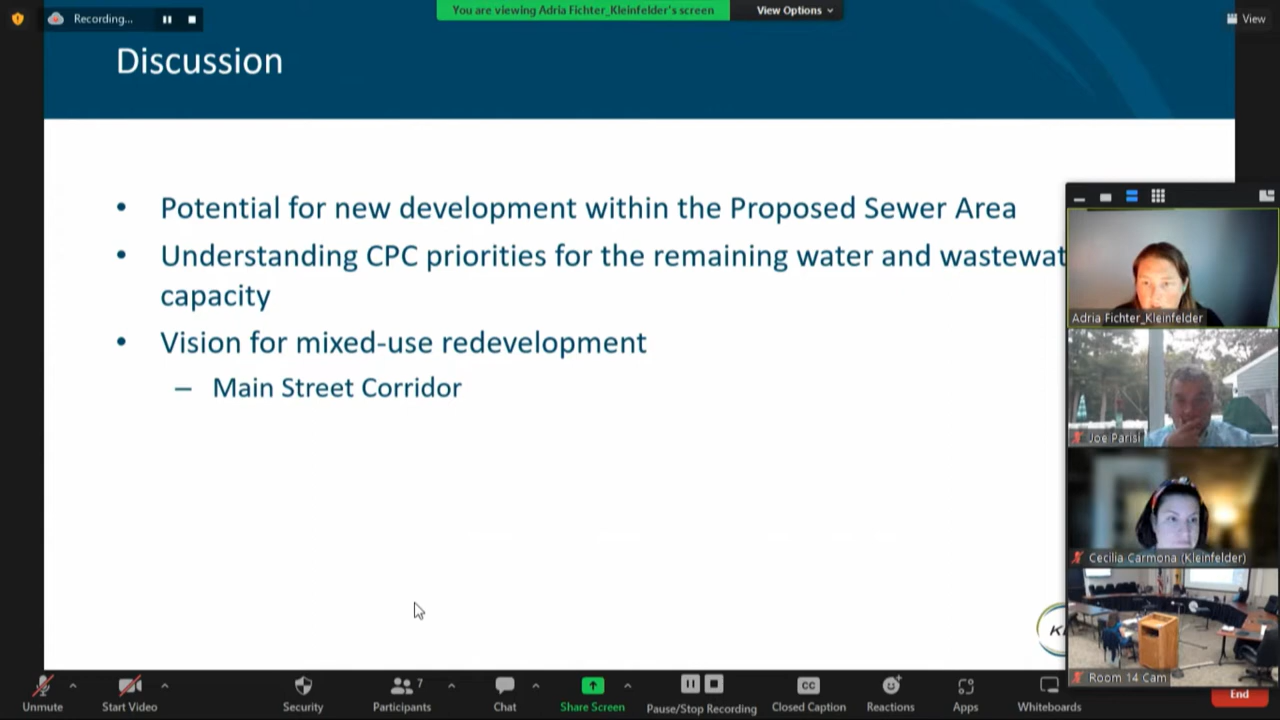 Recording...
You are viewing Adria Fichter_Kleinfelder's screen
View Options
View
Discussion
• Potential for new development within the Proposed Sewer Area
• Understanding CPC priorities for the remaining water and wastewat
capacity
• Vision for mixed-use redevelopment
– Main Street Corridor
Adria Fichter_Kleinfelder
Joe Parisi
Cecilia Carmona (Kleinfelder)
Room 14 Cam
Unmute
Start Video
Security
7
Participants
Chat
Share Screen
Pause/Stop Recording
CC
Closed Caption
Reactions
Apps
Whiteboards
End